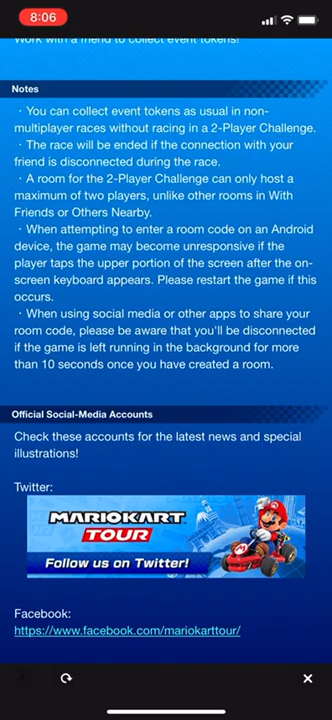 8:06
Work with a friend to collect event tokens!
Notes
・You can collect event tokens as usual in non-
multiplayer races without racing in a 2-Player Challenge.
・The race will be ended if the connection with your
friend is disconnected during the race.
・A room for the 2-Player Challenge can only host a
maximum of two players, unlike other rooms in With
Friends or Others Nearby.
・When attempting to enter a room code on an Android
device, the game may become unresponsive if the
player taps the upper portion of the screen after the on-
screen keyboard appears. Please restart the game if this
occurs.
・When using social media or other apps to share your
room code, please be aware that you'll be disconnected
if the game is left running in the background for more
than 10 seconds once you have created a room.
Official Social-Media Accounts
Check these accounts for the latest news and special
illustrations!
Twitter:
MARIOKART
TOUR
Follow us on Twitter!
Facebook:
https://www.facebook.com/mariokarttour/